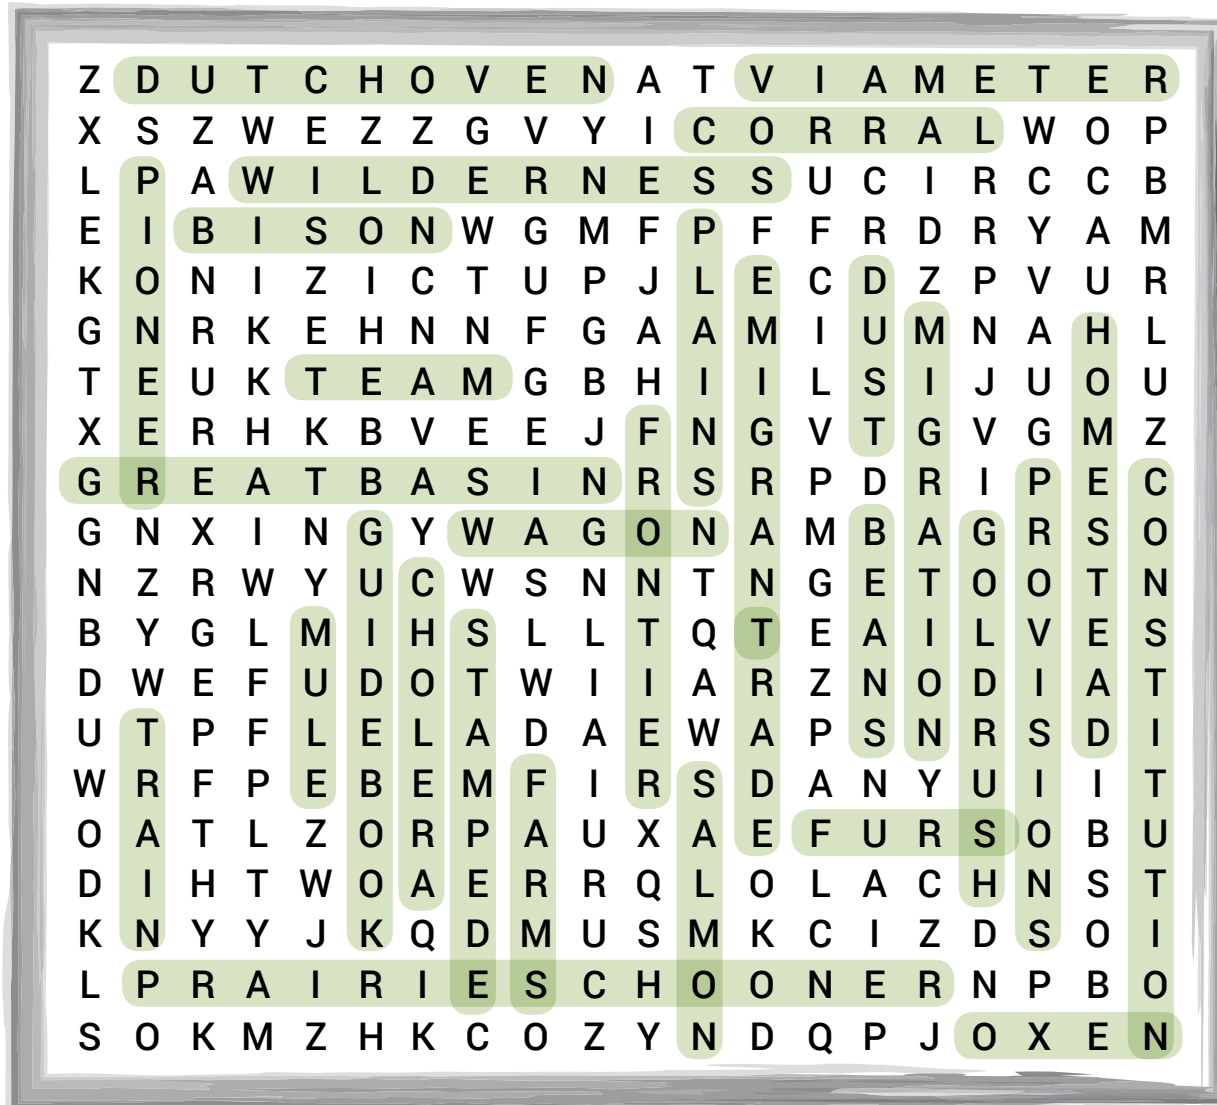 Z D U T C H O V E N A T V I A M E T E R
X S Z W E Z Z G V Y I C O R R A L W O P
L P A W I L D E R N E S S U C I R C C B
E I B I S O N W G M F P F F R D R Y A M
K O N I Z I C T U P J L E C D Z P V U R
G N R K E H N N F G A A M I U M N A H L
T E U K T E A M G B H I I L S I J U O U
X E R H K B V E E J F N G V T G V G M Z
G R E A T B A S I N R S R P D R I P E C
G N X I N G Y W A G O N A M B A G R S O
N Z R W Y U C W S N N T N G E T O O T N
B Y G L M I H S L L T Q T E A I L V E S
D W E F U D O T W I I A R Z N O D I A T
U T P F L E L A D A E W A P S N R S D I
W R F P E B E M F I R S D A N Y U I I T
O A T L Z O R P A U X A E F U R S O B U
D I H T W O A E R R Q L O L A C H N S T
K N Y Y J K Q D M U S M K C I Z D S O I
L P R A I R I E S C H O O N E R N P B O
S O K M Z H K C O Z Y N D Q P J O X E N